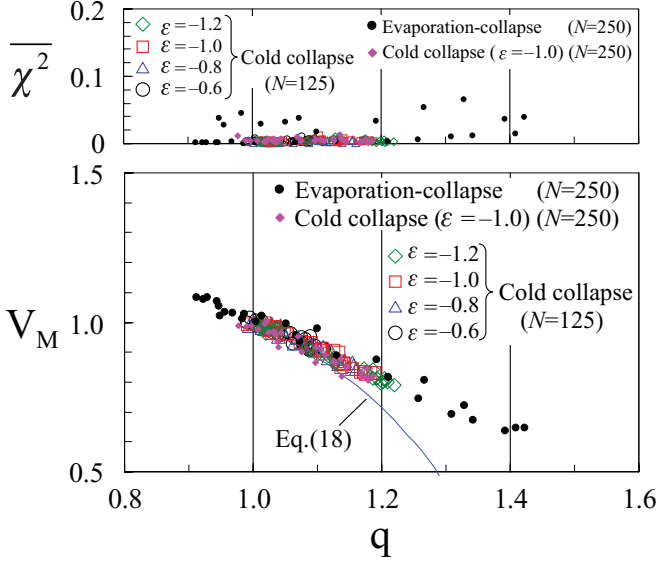 χ²
0.2
0.1
0
ε=−1.2
ε=−1.0
ε=−0.8
ε=−0.6
Cold collapse
(N=125)
Evaporation-collapse (N=250)
Cold collapse (ε=−1.0) (N=250)
V_M
1.5
1.0
0.5
Evaporation-collapse (N=250)
Cold collapse (ε=−1.0) (N=250)
ε=−1.2
ε=−1.0
ε=−0.8
ε=−0.6
Cold collapse
(N=125)
Eq.(18)
0.8 1.0 1.2 1.4 1.6
q